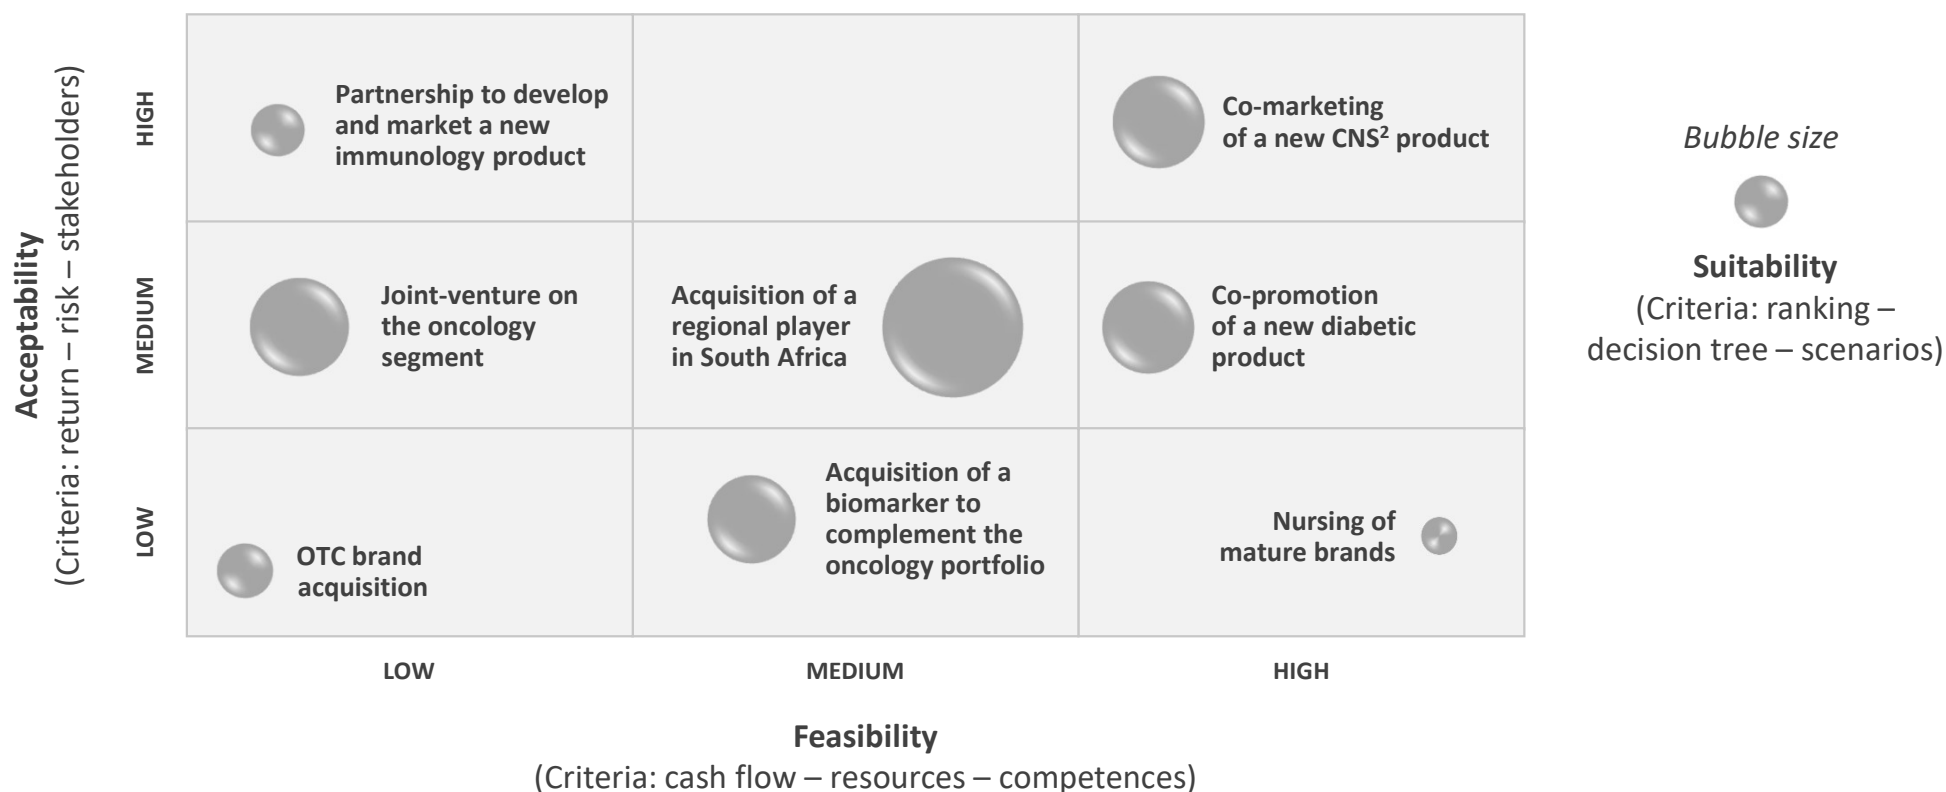 Partnership to develop
and market a new
immunology product
Co-marketing
of a new CNS² product
Joint-venture on
the oncology
segment
Acquisition of a
regional player
in South Africa
Co-promotion
of a new diabetic
product
OTC brand
acquisition
Acquisition of a
biomarker to
complement the
oncology portfolio
Nursing of
mature brands
Acceptability
(Criteria: return – risk – stakeholders)
HIGH
MEDIUM
LOW
LOW
MEDIUM
HIGH
Feasibility
(Criteria: cash flow – resources – competences)
Bubble size
Suitability
(Criteria: ranking –
decision tree – scenarios)